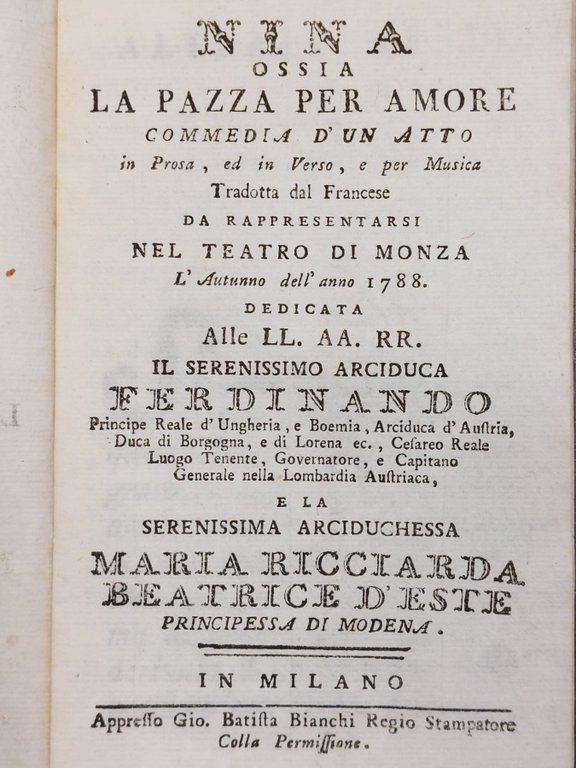 NINA
OSSIA
LA PAZZA PER AMORE
COMMEDIA D'UN ATTO
in Prosa, ed in Verso, e per Musica
Tradotta dal Francese
DA RAPPRESENTARSI
NEL TEATRO DI MONZA
L'Autunno dell'anno 1788.
DEDICATA
Alle LL. AA. RR.
IL SERENISSIMO ARCIDUCA
FERDINANDO
Principe Reale d'Ungheria, e Boemia, Arciduca d'Auſtria,
Duca di Borgogna, e di Lorena ec., Ceſareo Reale
Luogo Tenente, Governatore, e Capitano
Generale nella Lombardia Auſtriaca,
E LA
SERENISSIMA ARCIDUCHESSA
MARIA RICCIARDA
BEATRICE D'ESTE
PRINCIPESSA DI MODENA.
IN MILANO
Appreſſo Gio. Batiſta Bianchi Regio Stampatore
Colla Permiſſione.